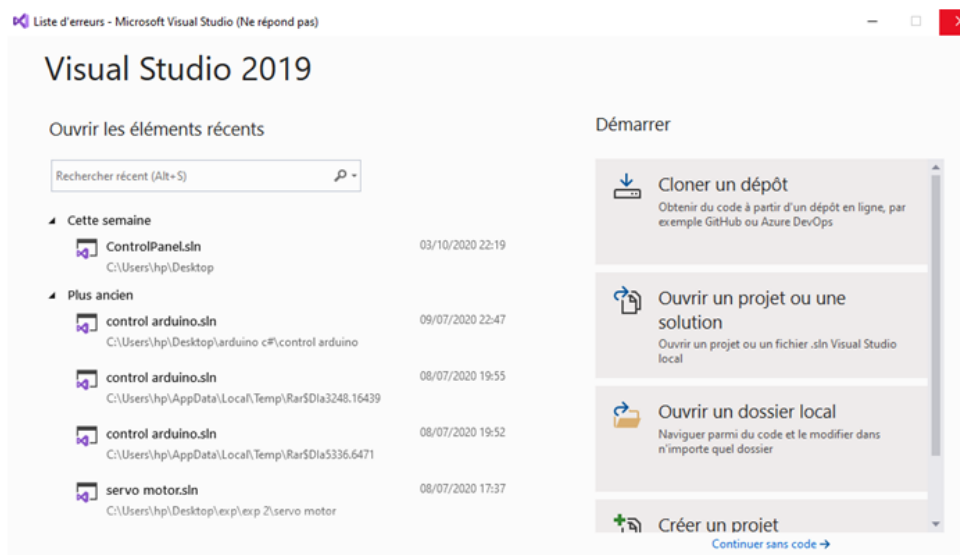 Liste d'erreurs - Microsoft Visual Studio (Ne répond pas)
Visual Studio 2019
Ouvrir les éléments récents
Rechercher récent (Alt+S)
Cette semaine
ControlPanel.sln 03/10/2020 22:19
C:\Users\hp\Desktop
Plus ancien
control arduino.sln 09/07/2020 22:47
C:\Users\hp\Desktop\arduino c#\control arduino
control arduino.sln 08/07/2020 19:55
C:\Users\hp\AppData\Local\Temp\Rar$DIa3248.16439
control arduino.sln 08/07/2020 19:52
C:\Users\hp\AppData\Local\Temp\Rar$DIa5336.6471
servo motor.sln 08/07/2020 17:37
C:\Users\hp\Desktop\exp\exp 2\servo motor
Démarrer
Cloner un dépôt
Obtenir du code à partir d'un dépôt en ligne, par
exemple GitHub ou Azure DevOps
Ouvrir un projet ou une
solution
Ouvrir un projet ou un fichier .sln Visual Studio
local
Ouvrir un dossier local
Naviguer parmi du code et le modifier dans
n'importe quel dossier
Créer un projet
Continuer sans code →